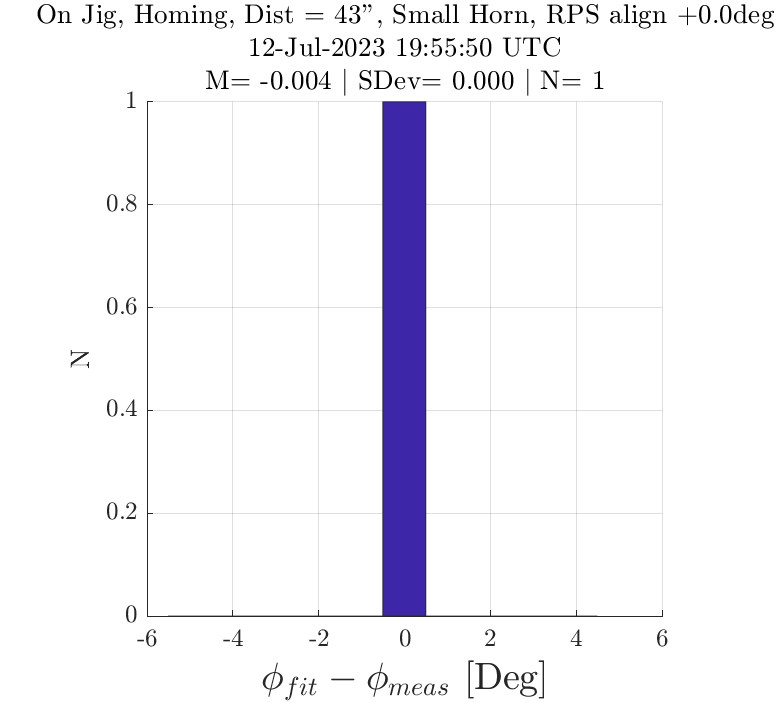 On Jig, Homing, Dist = 43”, Small Horn, RPS align +0.0deg
12-Jul-2023 19:55:50 UTC
M= -0.004 | SDev= 0.000 | N= 1
1
0.8
0.6
0.4
0.2
0
N
-6 -4 -2 0 2 4 6
ϕ_fit − ϕ_meas [Deg]